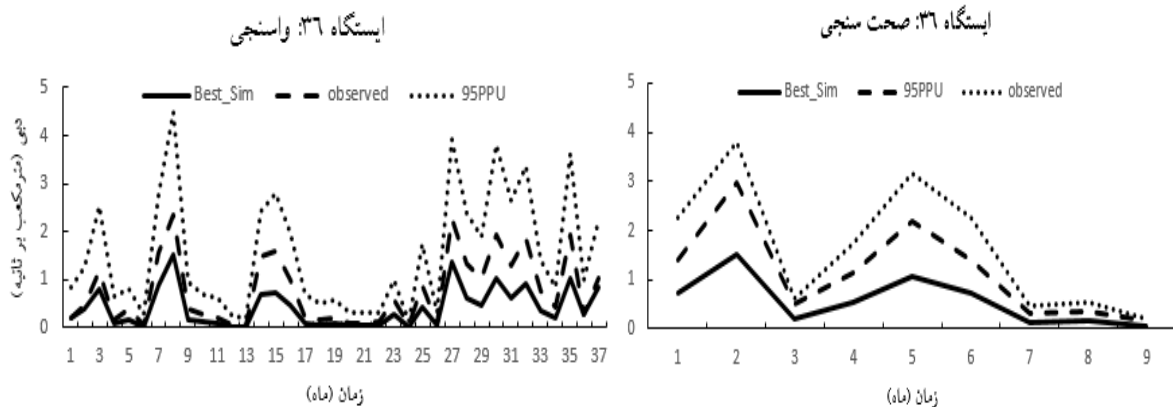 ایستگاه ٣٦: واسنجی
Best_Sim observed 95PPU
دبی (مترمکعب بر ثانیه)
5
4
3
2
1
0
1 3 5 7 9 11 13 15 17 19 21 23 25 27 29 31 33 35 37
زمان (ماه)
ایستگاه ٣٦: صحت سنجی
Best_Sim 95PPU observed
5
4
3
2
1
0
1 2 3 4 5 6 7 8 9
زمان (ماه)